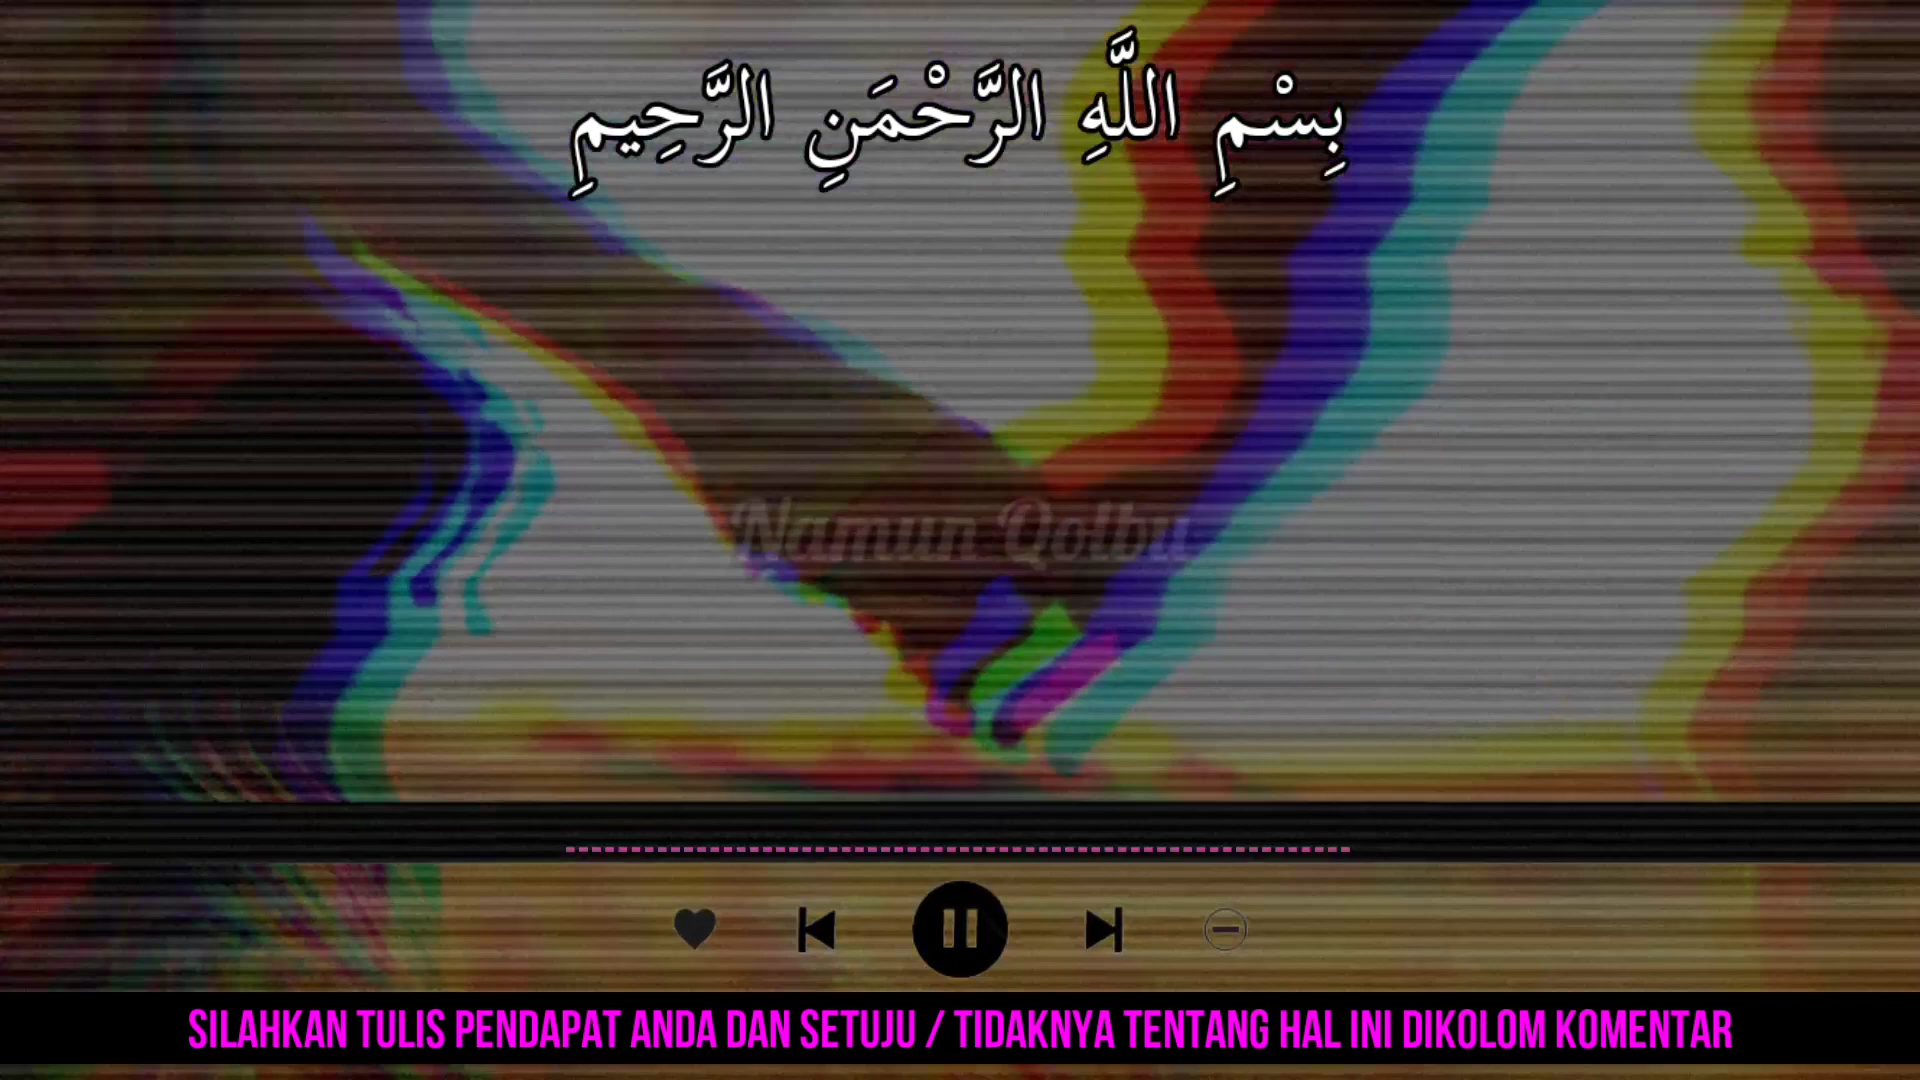 بِسْمِ اللَّهِ الرَّحْمَنِ الرَّحِيمِ
Namun Qolbu
SILAHKAN TULIS PENDAPAT ANDA DAN SETUJU / TIDAKNYA TENTANG HAL INI DIKOLOM KOMENTAR